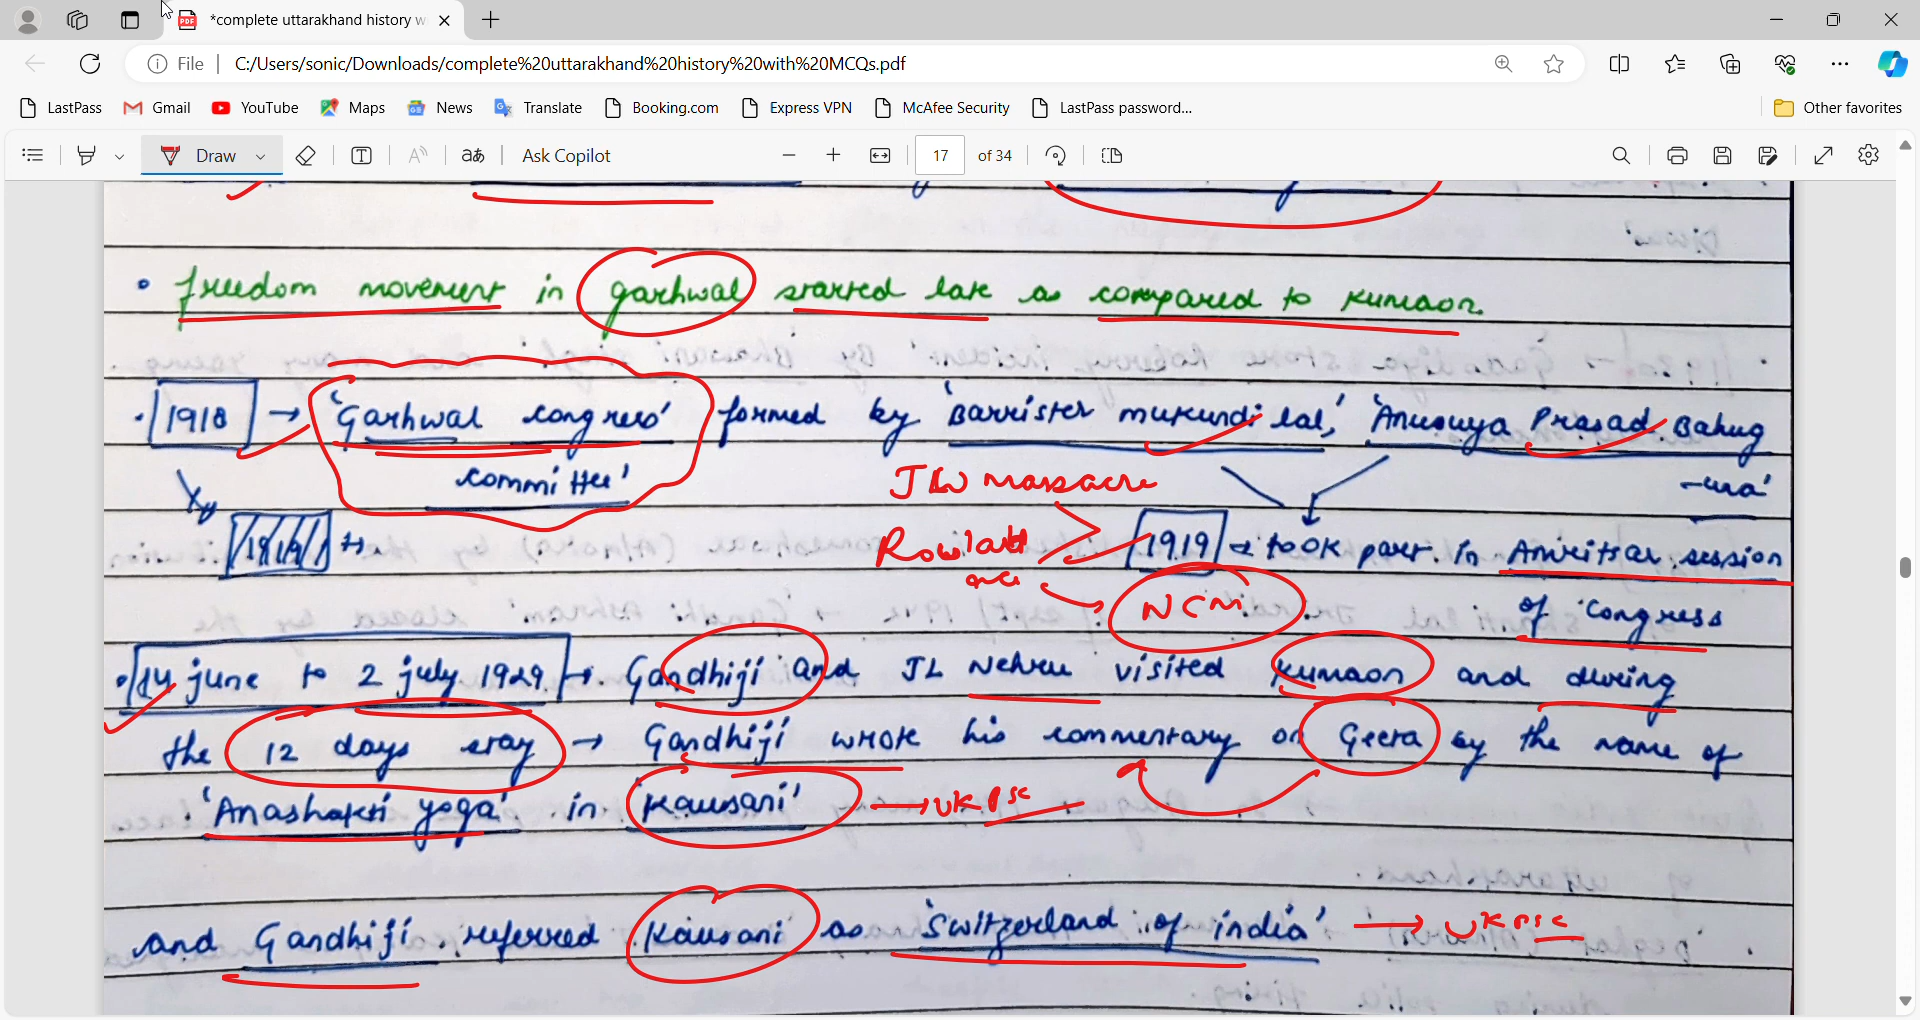 *complete uttarakhand history w
File C:/Users/sonic/Downloads/complete%20uttarakhand%20history%20with%20MCQs.pdf
LastPass Gmail YouTube Maps News Translate Booking.com Express VPN McAfee Security LastPass password... Other favorites
Draw Ask Copilot 17 of 34
• freedom movement in garhwal started late as compared to Kumaon.
• 1918 → 'Garhwal congress' formed by 'Barrister mukundi lal,' 'Anusuya Prasad Bahug
committee' JLW massacre -una'
1919 Rowlatt 1919 → took part in Amritsar session
act NCM of Congress
• 14 june to 2 july 1929 → Gandhiji and JL Nehru visited Kumaon and during
the 12 days stay → Gandhiji wrote his commentary on Geeta by the name of
'Anashakti yoga' in 'Kausani' → UKPSC
and Gandhiji referred Kausani as 'Switzerland of india' → UKPSC